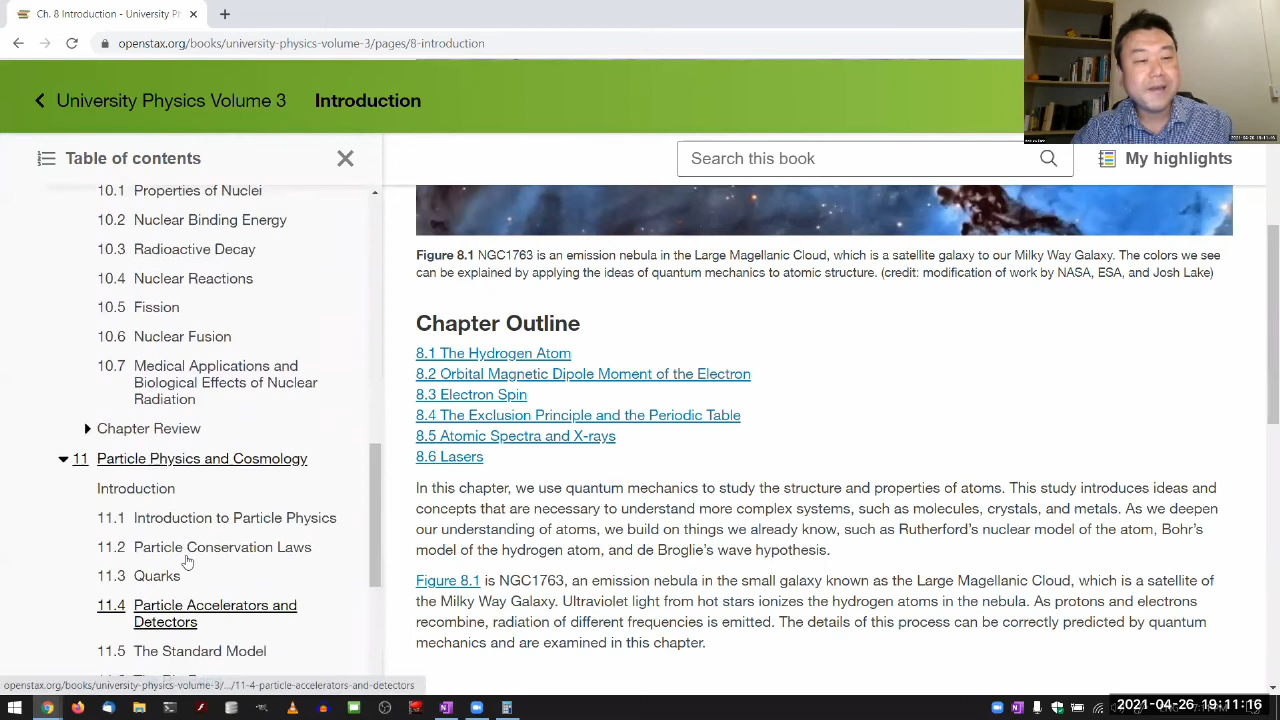 Ch. 8 Introduction - University Ph
openstax.org/books/university-physics-volume-3/pages/8-introduction
University Physics Volume 3 Introduction
2021-04-26 19:11:16
Table of contents
Search this book
My highlights
10.1 Properties of Nuclei
10.2 Nuclear Binding Energy
10.3 Radioactive Decay
10.4 Nuclear Reactions
10.5 Fission
10.6 Nuclear Fusion
10.7 Medical Applications and
Biological Effects of Nuclear
Radiation
Chapter Review
11 Particle Physics and Cosmology
Introduction
11.1 Introduction to Particle Physics
11.2 Particle Conservation Laws
11.3 Quarks
11.4 Particle Accelerators and
Detectors
11.5 The Standard Model
Figure 8.1 NGC1763 is an emission nebula in the Large Magellanic Cloud, which is a satellite galaxy to our Milky Way Galaxy. The colors we see
can be explained by applying the ideas of quantum mechanics to atomic structure. (credit: modification of work by NASA, ESA, and Josh Lake)
Chapter Outline
8.1 The Hydrogen Atom
8.2 Orbital Magnetic Dipole Moment of the Electron
8.3 Electron Spin
8.4 The Exclusion Principle and the Periodic Table
8.5 Atomic Spectra and X-rays
8.6 Lasers
In this chapter, we use quantum mechanics to study the structure and properties of atoms. This study introduces ideas and
concepts that are necessary to understand more complex systems, such as molecules, crystals, and metals. As we deepen
our understanding of atoms, we build on things we already know, such as Rutherford's nuclear model of the atom, Bohr's
model of the hydrogen atom, and de Broglie's wave hypothesis.
Figure 8.1 is NGC1763, an emission nebula in the small galaxy known as the Large Magellanic Cloud, which is a satellite of
the Milky Way Galaxy. Ultraviolet light from hot stars ionizes the hydrogen atoms in the nebula. As protons and electrons
recombine, radiation of different frequencies is emitted. The details of this process can be correctly predicted by quantum
mechanics and are examined in this chapter.
openstax.org/books/university-physics-volume-3/.../11-4-particle-accelerators-and-detectors
2021-04-26 19:11:16